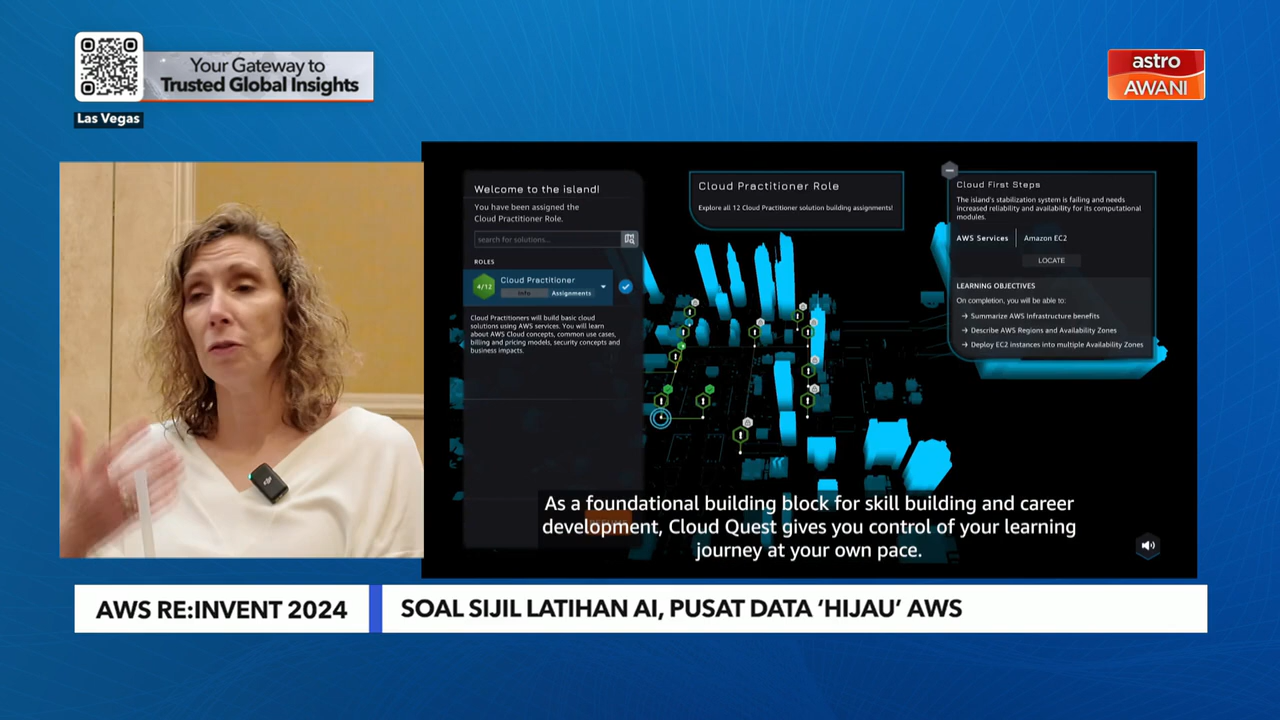 Your Gateway to
Trusted Global Insights
astro
AWANI
Las Vegas
Welcome to the island!
You have been assigned the
Cloud Practitioner Role.
search for solutions...
ROLES
4/12
Cloud Practitioner
Info
Assignments
Cloud Practitioners will build basic cloud
solutions using AWS services. You will learn
about AWS Cloud concepts, common use cases,
billing and pricing models, security concepts and
business impacts.
Cloud Practitioner Role
Explore all 12 Cloud Practitioner solution building assignments!
Cloud First Steps
The island's stabilization system is failing and needs
increased reliability and availability for its computational
modules.
AWS Services
Amazon EC2
LOCATE
LEARNING OBJECTIVES
On completion, you will be able to:
→ Summarize AWS Infrastructure benefits
→ Describe AWS Regions and Availability Zones
→ Deploy EC2 instances into multiple Availability Zones
As a foundational building block for skill building and career
development, Cloud Quest gives you control of your learning
journey at your own pace.
AWS RE:INVENT 2024
SOAL SIJIL LATIHAN AI, PUSAT DATA ‘HIJAU’ AWS